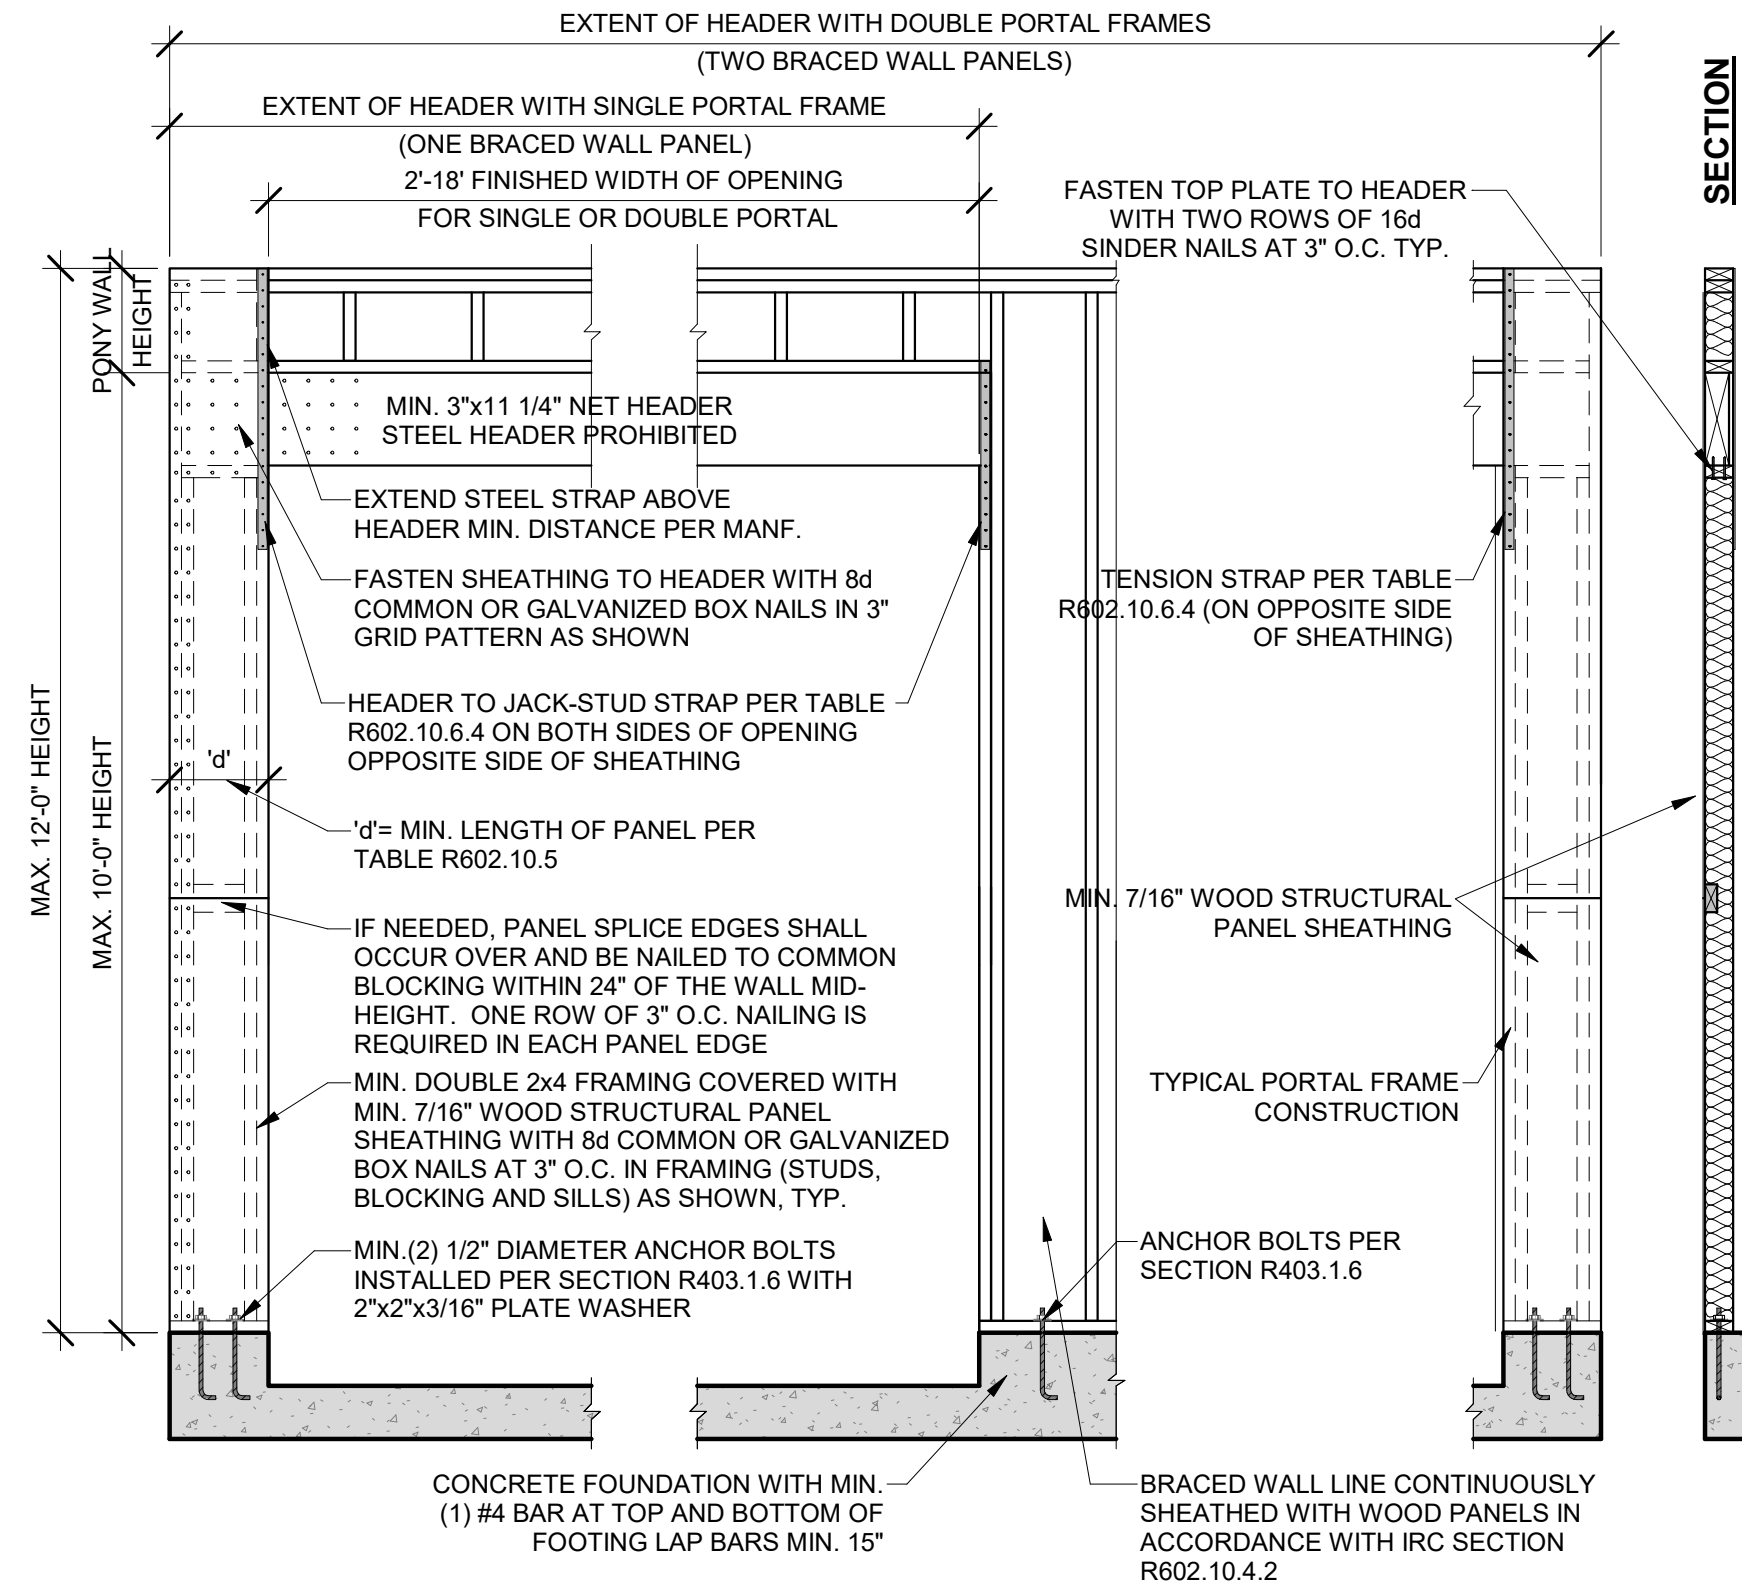 EXTENT OF HEADER WITH DOUBLE PORTAL FRAMES
(TWO BRACED WALL PANELS)
EXTENT OF HEADER WITH SINGLE PORTAL FRAME
(ONE BRACED WALL PANEL)
2'-18' FINISHED WIDTH OF OPENING
FOR SINGLE OR DOUBLE PORTAL
SECTION
FASTEN TOP PLATE TO HEADER
WITH TWO ROWS OF 16d
SINDER NAILS AT 3" O.C. TYP.
PONY WALL
HEIGHT
MAX. 12'-0" HEIGHT
MAX. 10'-0" HEIGHT
MIN. 3"x11 1/4" NET HEADER
STEEL HEADER PROHIBITED
EXTEND STEEL STRAP ABOVE
HEADER MIN. DISTANCE PER MANF.
FASTEN SHEATHING TO HEADER WITH 8d
COMMON OR GALVANIZED BOX NAILS IN 3"
GRID PATTERN AS SHOWN
TENSION STRAP PER TABLE
R602.10.6.4 (ON OPPOSITE SIDE
OF SHEATHING)
HEADER TO JACK-STUD STRAP PER TABLE
R602.10.6.4 ON BOTH SIDES OF OPENING
OPPOSITE SIDE OF SHEATHING
'd'
'd'= MIN. LENGTH OF PANEL PER
TABLE R602.10.5
MIN. 7/16" WOOD STRUCTURAL
PANEL SHEATHING
IF NEEDED, PANEL SPLICE EDGES SHALL
OCCUR OVER AND BE NAILED TO COMMON
BLOCKING WITHIN 24" OF THE WALL MID-
HEIGHT. ONE ROW OF 3" O.C. NAILING IS
REQUIRED IN EACH PANEL EDGE
MIN. DOUBLE 2x4 FRAMING COVERED WITH
MIN. 7/16" WOOD STRUCTURAL PANEL
SHEATHING WITH 8d COMMON OR GALVANIZED
BOX NAILS AT 3" O.C. IN FRAMING (STUDS,
BLOCKING AND SILLS) AS SHOWN, TYP.
TYPICAL PORTAL FRAME
CONSTRUCTION
MIN.(2) 1/2" DIAMETER ANCHOR BOLTS
INSTALLED PER SECTION R403.1.6 WITH
2"x2"x3/16" PLATE WASHER
ANCHOR BOLTS PER
SECTION R403.1.6
CONCRETE FOUNDATION WITH MIN.
(1) #4 BAR AT TOP AND BOTTOM OF
FOOTING LAP BARS MIN. 15"
BRACED WALL LINE CONTINUOUSLY
SHEATHED WITH WOOD PANELS IN
ACCORDANCE WITH IRC SECTION
R602.10.4.2